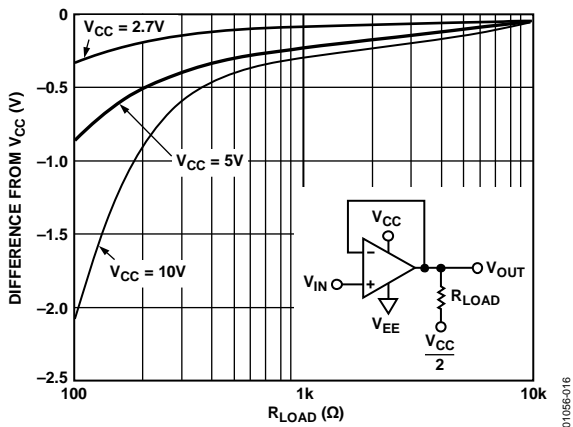 0
–0.5
–1.0
–1.5
–2.0
–2.5
DIFFERENCE FROM VCC (V)
VCC = 2.7V
VCC = 5V
VCC = 10V
VCC
–
+
VIN
VOUT
VEE
RLOAD
VCC
2
100
1k
10k
RLOAD (Ω)
01056-016